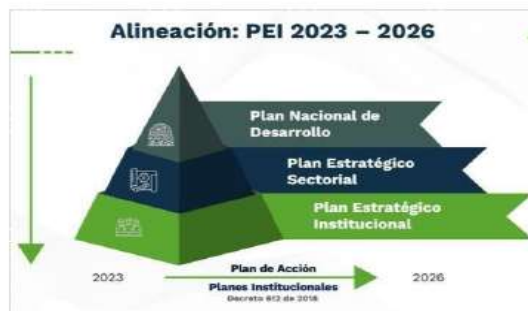 Alineación: PEI 2023 – 2026
Plan Nacional de
Desarrollo
Plan Estratégico
Sectorial
Plan Estratégico
Institucional
2023
Plan de Acción
2026
Planes Institucionales
Decreto 612 de 2018